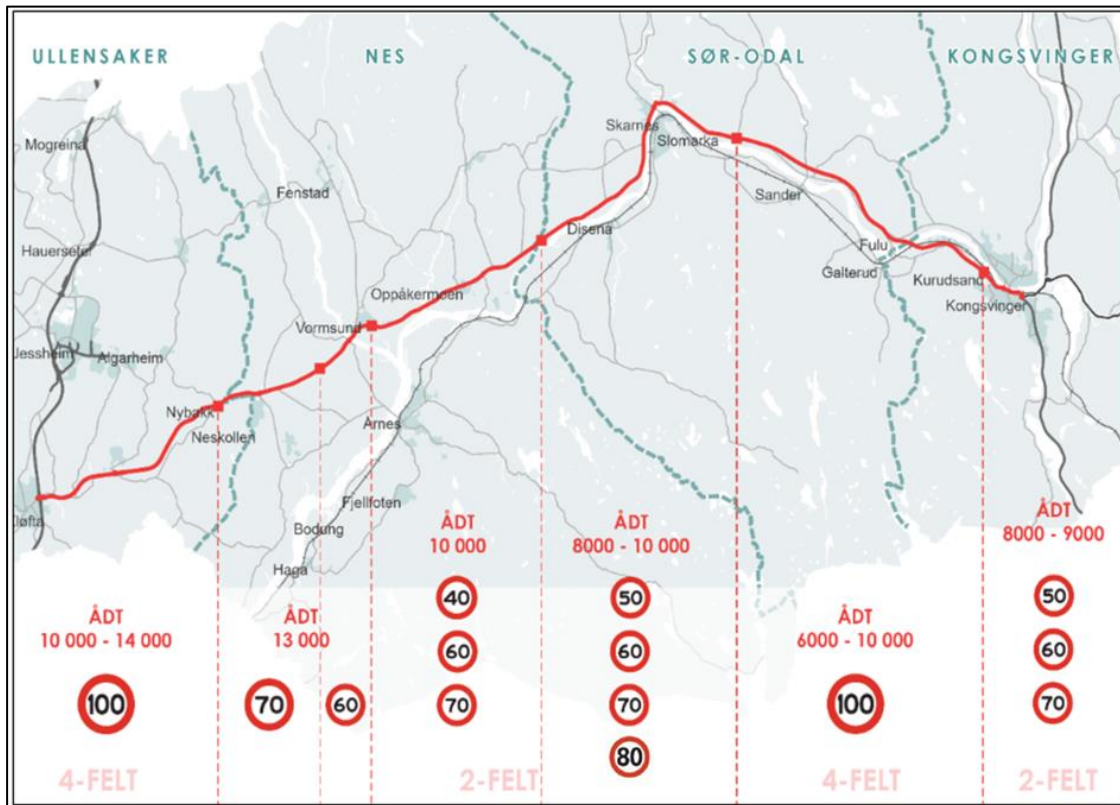 ULLENSAKER
NES
SØR-ODAL
KONGSVINGER
Mogreina
Hauerseter
Jessheim
Algarheim
Fenstad
Skarnes
Slomarka
Sander
Disena
Fulu
Galterud
Kurudsand
Kongsvinger
Oppåkermoen
Vormsund
Nybakk
Neskollen
Årnes
Kløfta
Fjellfoten
Bodung
Haga
ÅDT
10 000 - 14 000
100
ÅDT
13 000
70
60
ÅDT
10 000
40
60
70
ÅDT
8000 - 10 000
50
60
70
80
ÅDT
6000 - 10 000
100
ÅDT
8000 - 9000
50
60
70
4-FELT
2-FELT
4-FELT
2-FELT